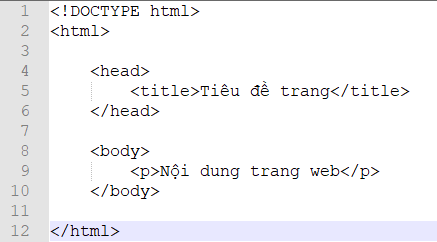 1 <!DOCTYPE html>
2 <html>
3
4 <head>
5 <title>Tiêu đề trang</title>
6 </head>
7
8 <body>
9 <p>Nội dung trang web</p>
10 </body>
11
12 </html>